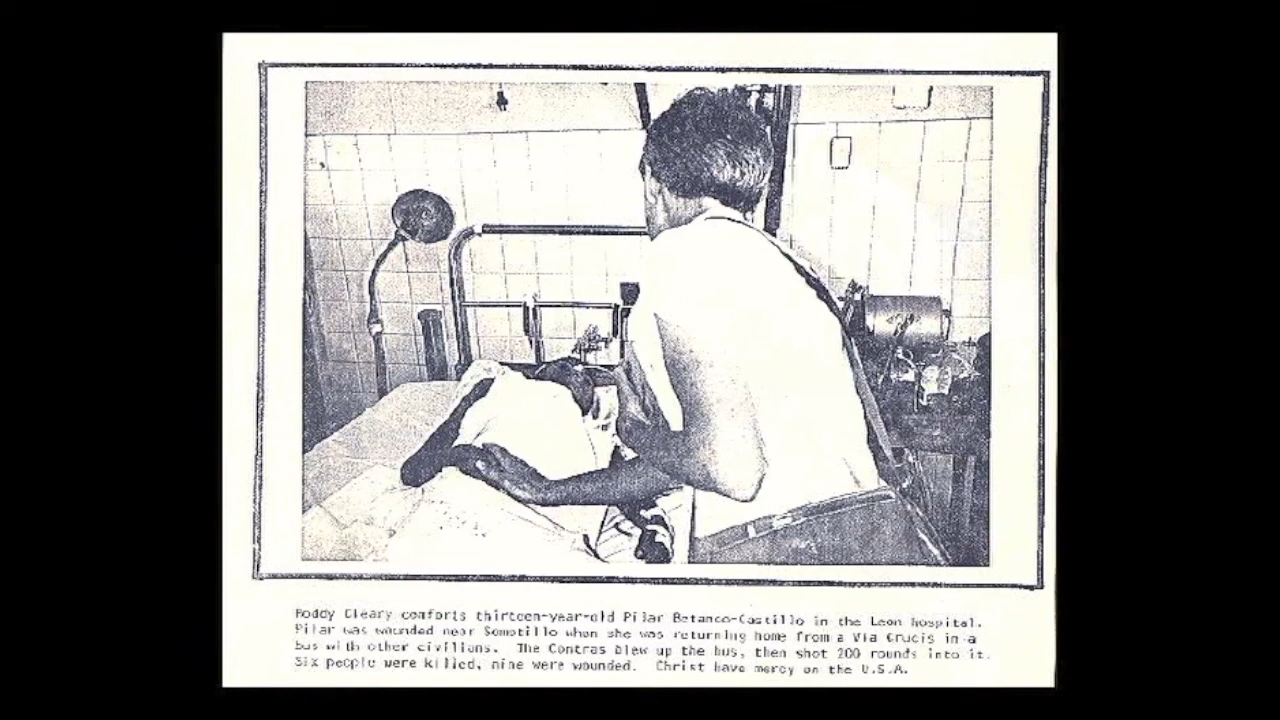 Roddy Cleary comforts thirteen-year-old Pilar Betanco-Castillo in the Leon hospital.
Pilar was wounded near Somotillo when she was returning home from a Via Crucis in a
bus with other civilians. The Contras blew up the bus, then shot 200 rounds into it.
Six people were killed, nine were wounded. Christ have mercy on the U.S.A.